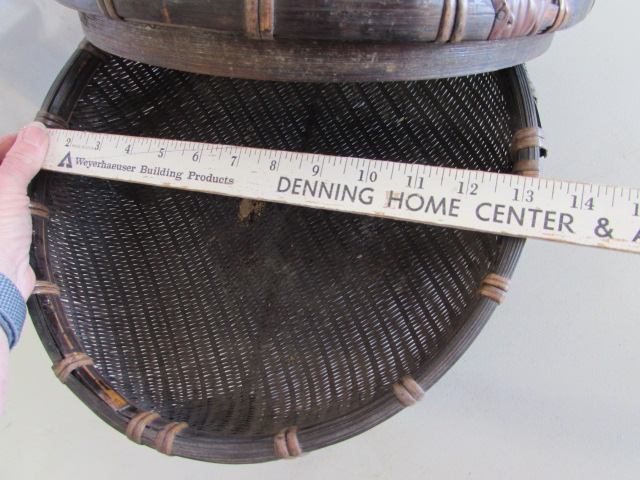 2 3 4 5 6 7 8 9 10 11 12 13 14
Weyerhaeuser Building Products
DENNING HOME CENTER &